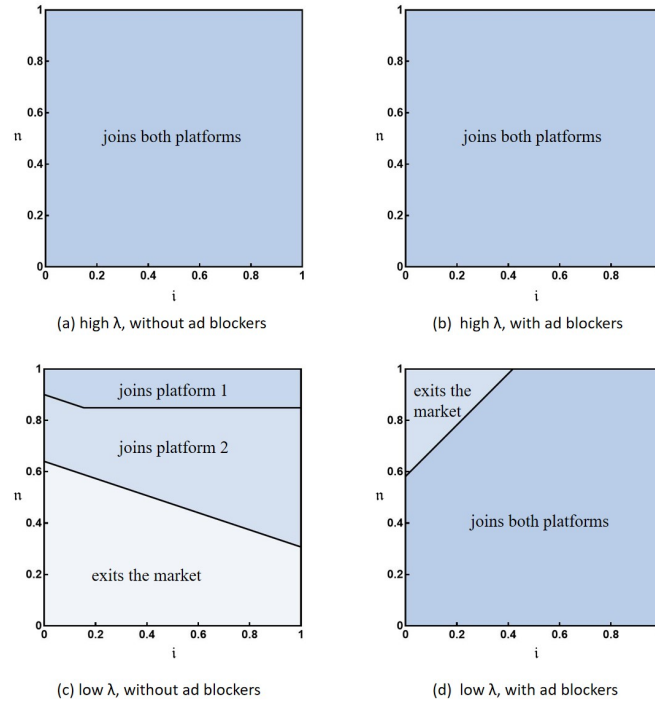 1
0.8
joins both platforms
0.6
n
0.4
0.2
0
0
0.2
0.4
0.6
0.8
1
i
(a) high λ, without ad blockers
1
0.8
joins both platforms
0.6
n
0.4
0.2
0
0
0.2
0.4
0.6
0.8
i
(b) high λ, with ad blockers
1
joins platform 1
0.8
joins platform 2
0.6
n
0.4
exits the market
0.2
0
0
0.2
0.4
0.6
0.8
1
i
(c) low λ, without ad blockers
1
exits the
market
0.8
0.6
n
0.4
joins both platforms
0.2
0
0
0.2
0.4
0.6
0.8
i
(d) low λ, with ad blockers